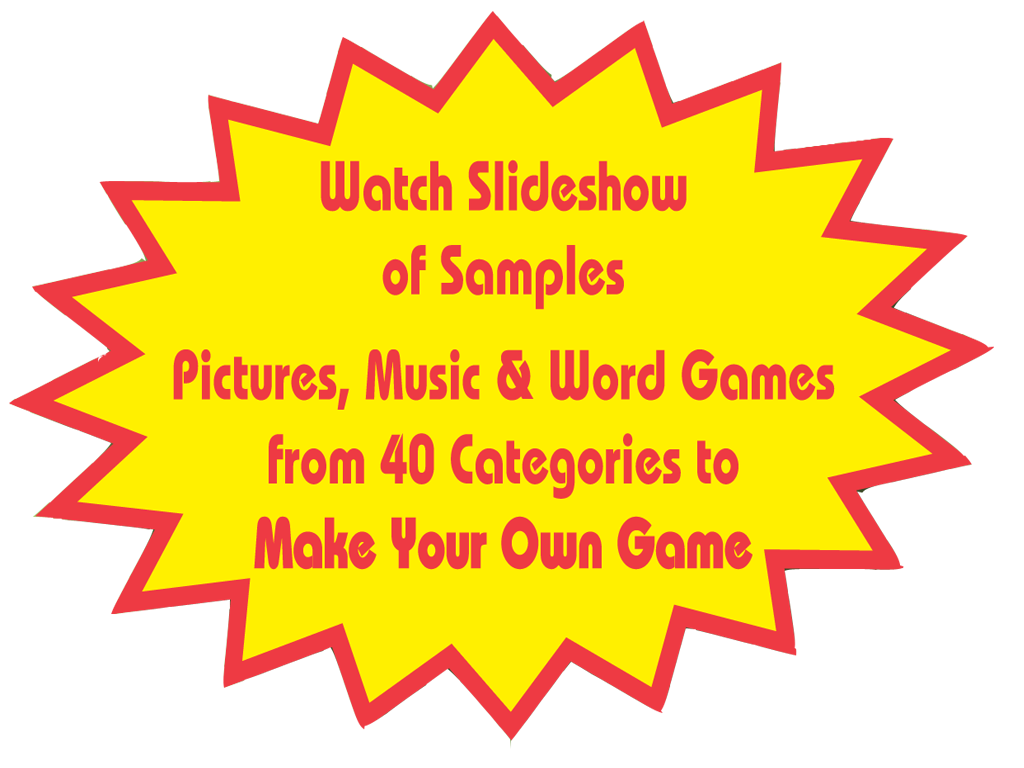 Watch Slideshow
of Samples
Pictures, Music & Word Games
from 40 Categories to
Make Your Own Game